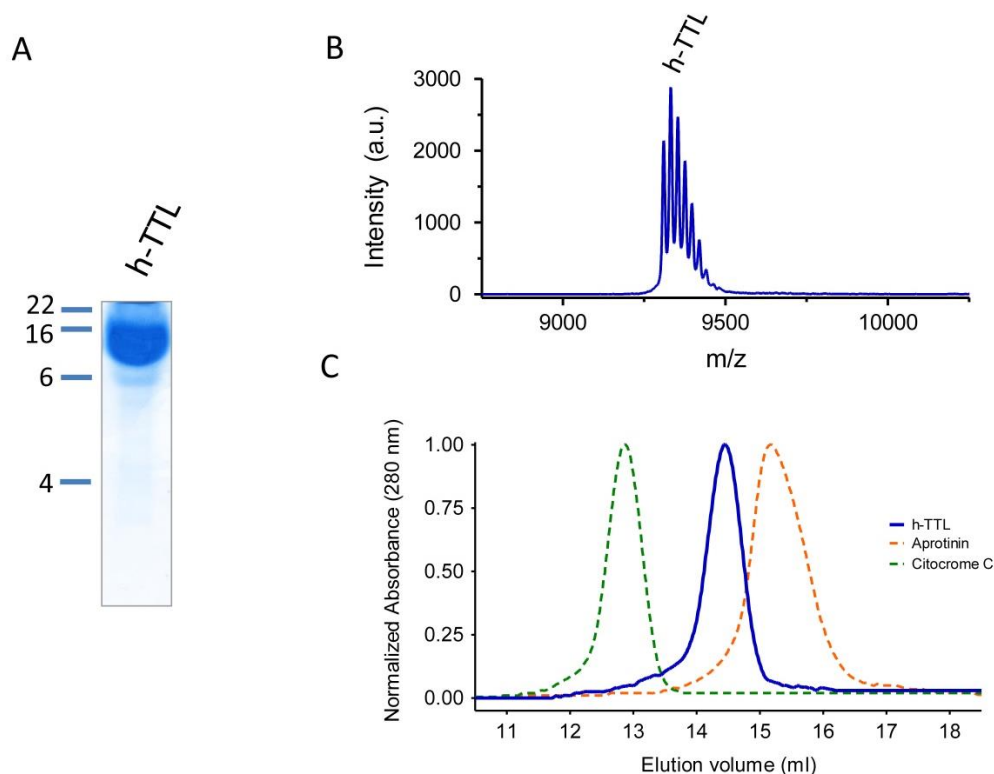 A
h-TTL
22
16
6
4
B
h-TTL
3000
2000
1000
0
Intensity (a.u.)
9000 9500 10000
m/z
C
1.00
0.75
0.50
0.25
0.00
Normalized Absorbance (280 nm)
h-TTL
Aprotinin
Citocrome C
11 12 13 14 15 16 17 18
Elution volume (ml)